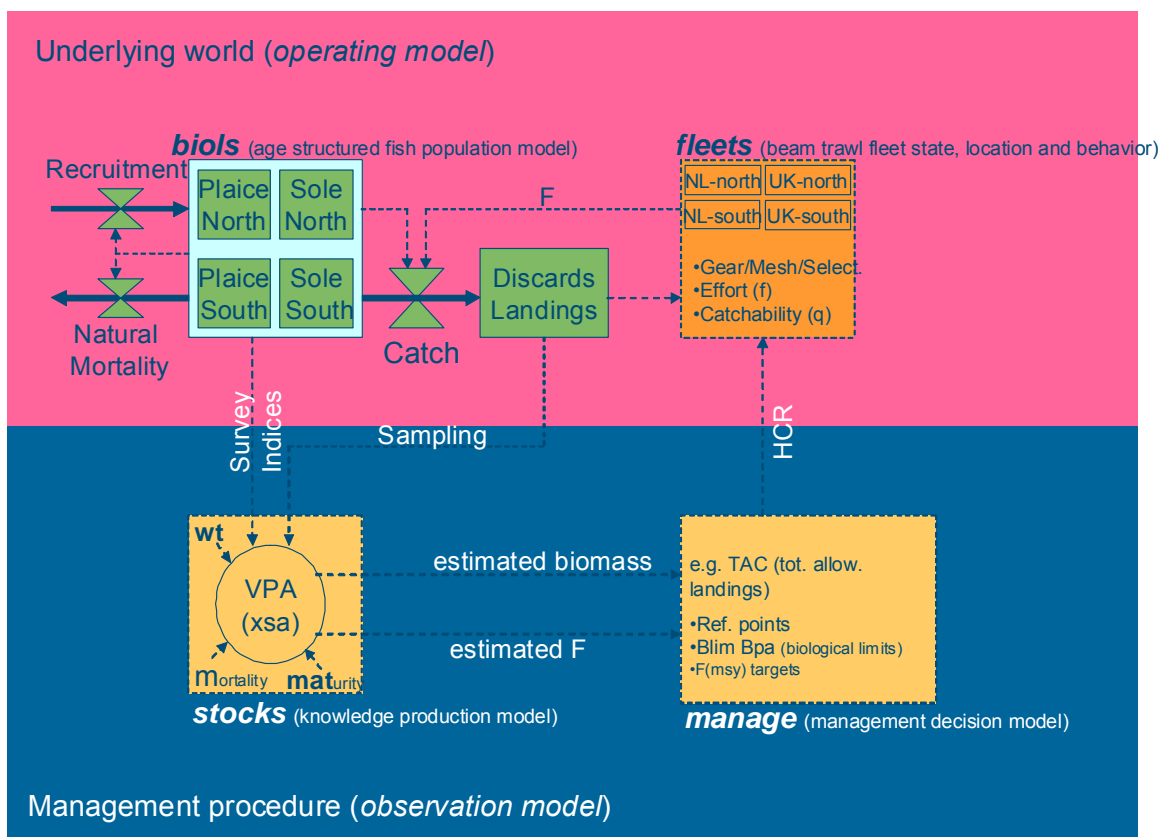 Underlying world (operating model)
biols (age structured fish population model)
fleets (beam trawl fleet state, location and behavior)
Recruitment
Plaice
North
Sole
North
Plaice
South
Sole
South
Natural
Mortality
F
Catch
Discards
Landings
NL-north
UK-north
NL-south
UK-south
•Gear/Mesh/Select.
•Effort (f)
•Catchability (q)
Survey
Indices
Sampling
HCR
wt
VPA
(xsa)
mortality
maturity
estimated biomass
estimated F
e.g. TAC (tot. allow.
landings)
•Ref. points
•Blim Bpa (biological limits)
•F(msy) targets
stocks (knowledge production model)
manage (management decision model)
Management procedure (observation model)